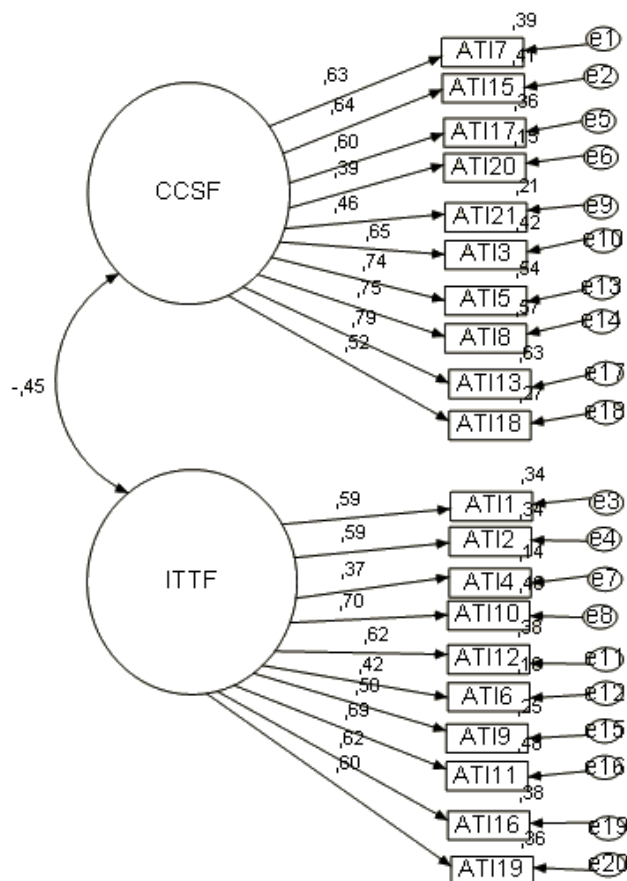 ,39
e1
ATI7
,63
,41
e2
ATI15
,64
,36
e5
ATI17
,60
,15
e6
ATI20
,39
,21
e9
ATI21
,46
,42
e10
ATI3
,65
,54
e13
ATI5
,74
,57
e14
ATI8
,75
,63
e17
ATI13
,79
,27
e18
ATI18
,52
CCSF
-,45
ITTF
,34
e3
ATI1
,59
,34
e4
ATI2
,59
,14
e7
ATI4
,37
e8
ATI10
,70
,38
e11
ATI12
,62
e12
ATI6
,42
,25
e15
ATI9
,50
,48
e16
ATI11
,69
,38
e19
ATI16
,62
,36
e20
ATI19
,60